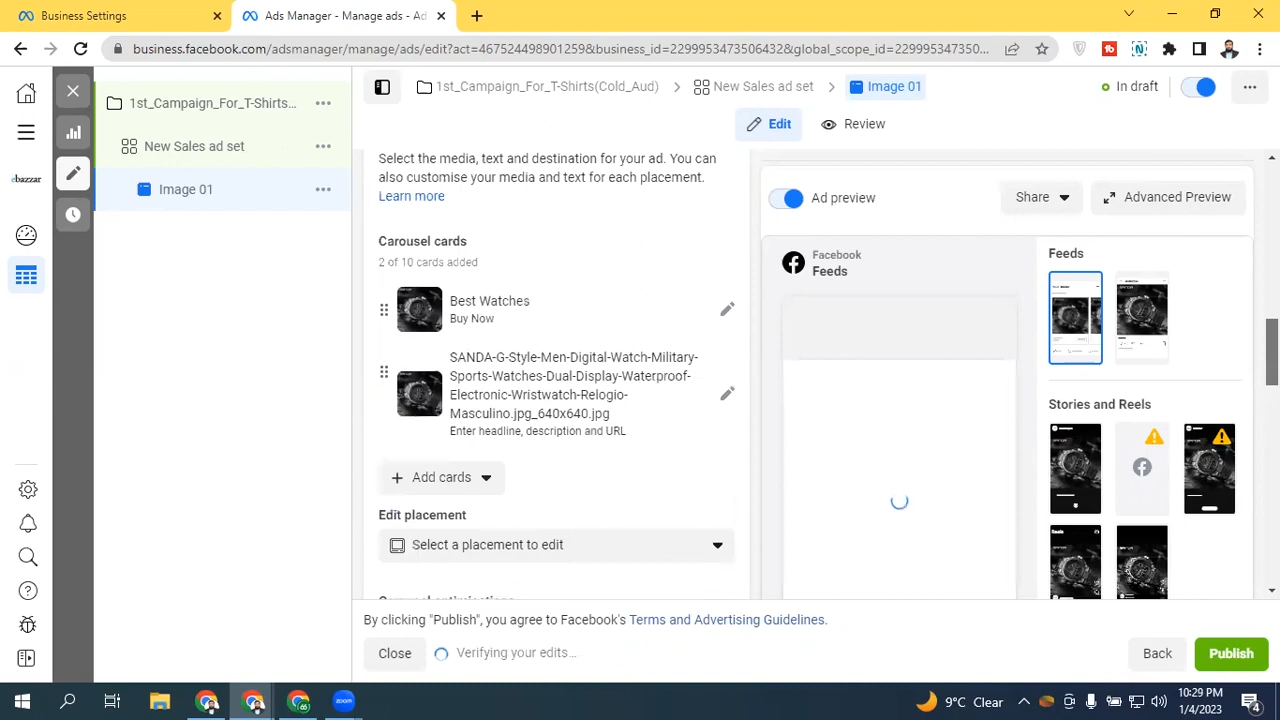 Business Settings
Ads Manager - Manage ads - Ad
business.facebook.com/adsmanager/manage/ads/edit?act=467524498901259&business_id=2299953473506432&global_scope_id=229995347350...
1st_Campaign_For_T-Shirts(Cold_Aud)
New Sales ad set
Image 01
In draft
1st_Campaign_For_T-Shirts...
New Sales ad set
Image 01
ebazzar
Edit
Review
Select the media, text and destination for your ad. You can
also customise your media and text for each placement.
Learn more
Carousel cards
2 of 10 cards added
Best Watches
Buy Now
SANDA-G-Style-Men-Digital-Watch-Military-
Sports-Watches-Dual-Display-Waterproof-
Electronic-Wristwatch-Relogio-
Masculino.jpg_640x640.jpg
Enter headline, description and URL
Add cards
Edit placement
Select a placement to edit
Ad preview
Share
Advanced Preview
Facebook
Feeds
Feeds
Stories and Reels
By clicking "Publish", you agree to Facebook's Terms and Advertising Guidelines.
Close
Verifying your edits...
Back
Publish
zoom
9°C Clear
10:29 PM
1/4/2023
4